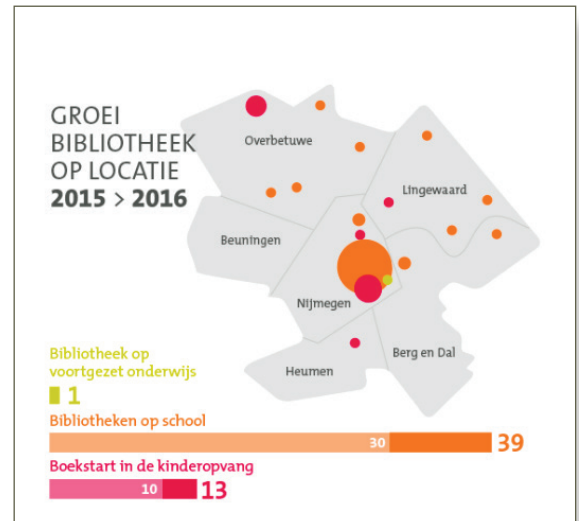 GROEI
BIBLIOTHEEK
OP LOCATIE
2015 > 2016
Overbetuwe
Lingewaard
Beuningen
Nijmegen
Heumen
Berg en Dal
Bibliotheek op
voortgezet onderwijs
1
Bibliotheken op school
30 39
Boekstart in de kinderopvang
10 13